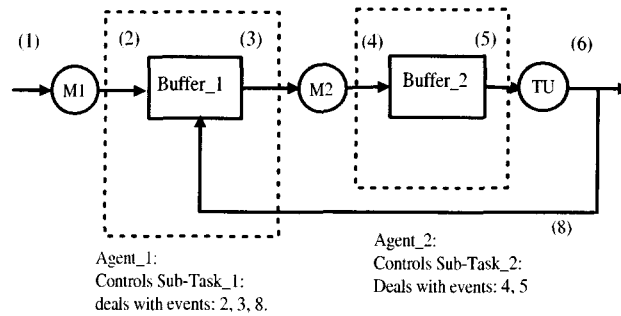 (1) (2) (3) (4) (5) (6)
M1 Buffer_1 M2 Buffer_2 TU
(8)
Agent_1:
Controls Sub-Task_1:
deals with events: 2, 3, 8.
Agent_2:
Controls Sub-Task_2:
Deals with events: 4, 5